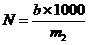 N = b×1000 / m₂